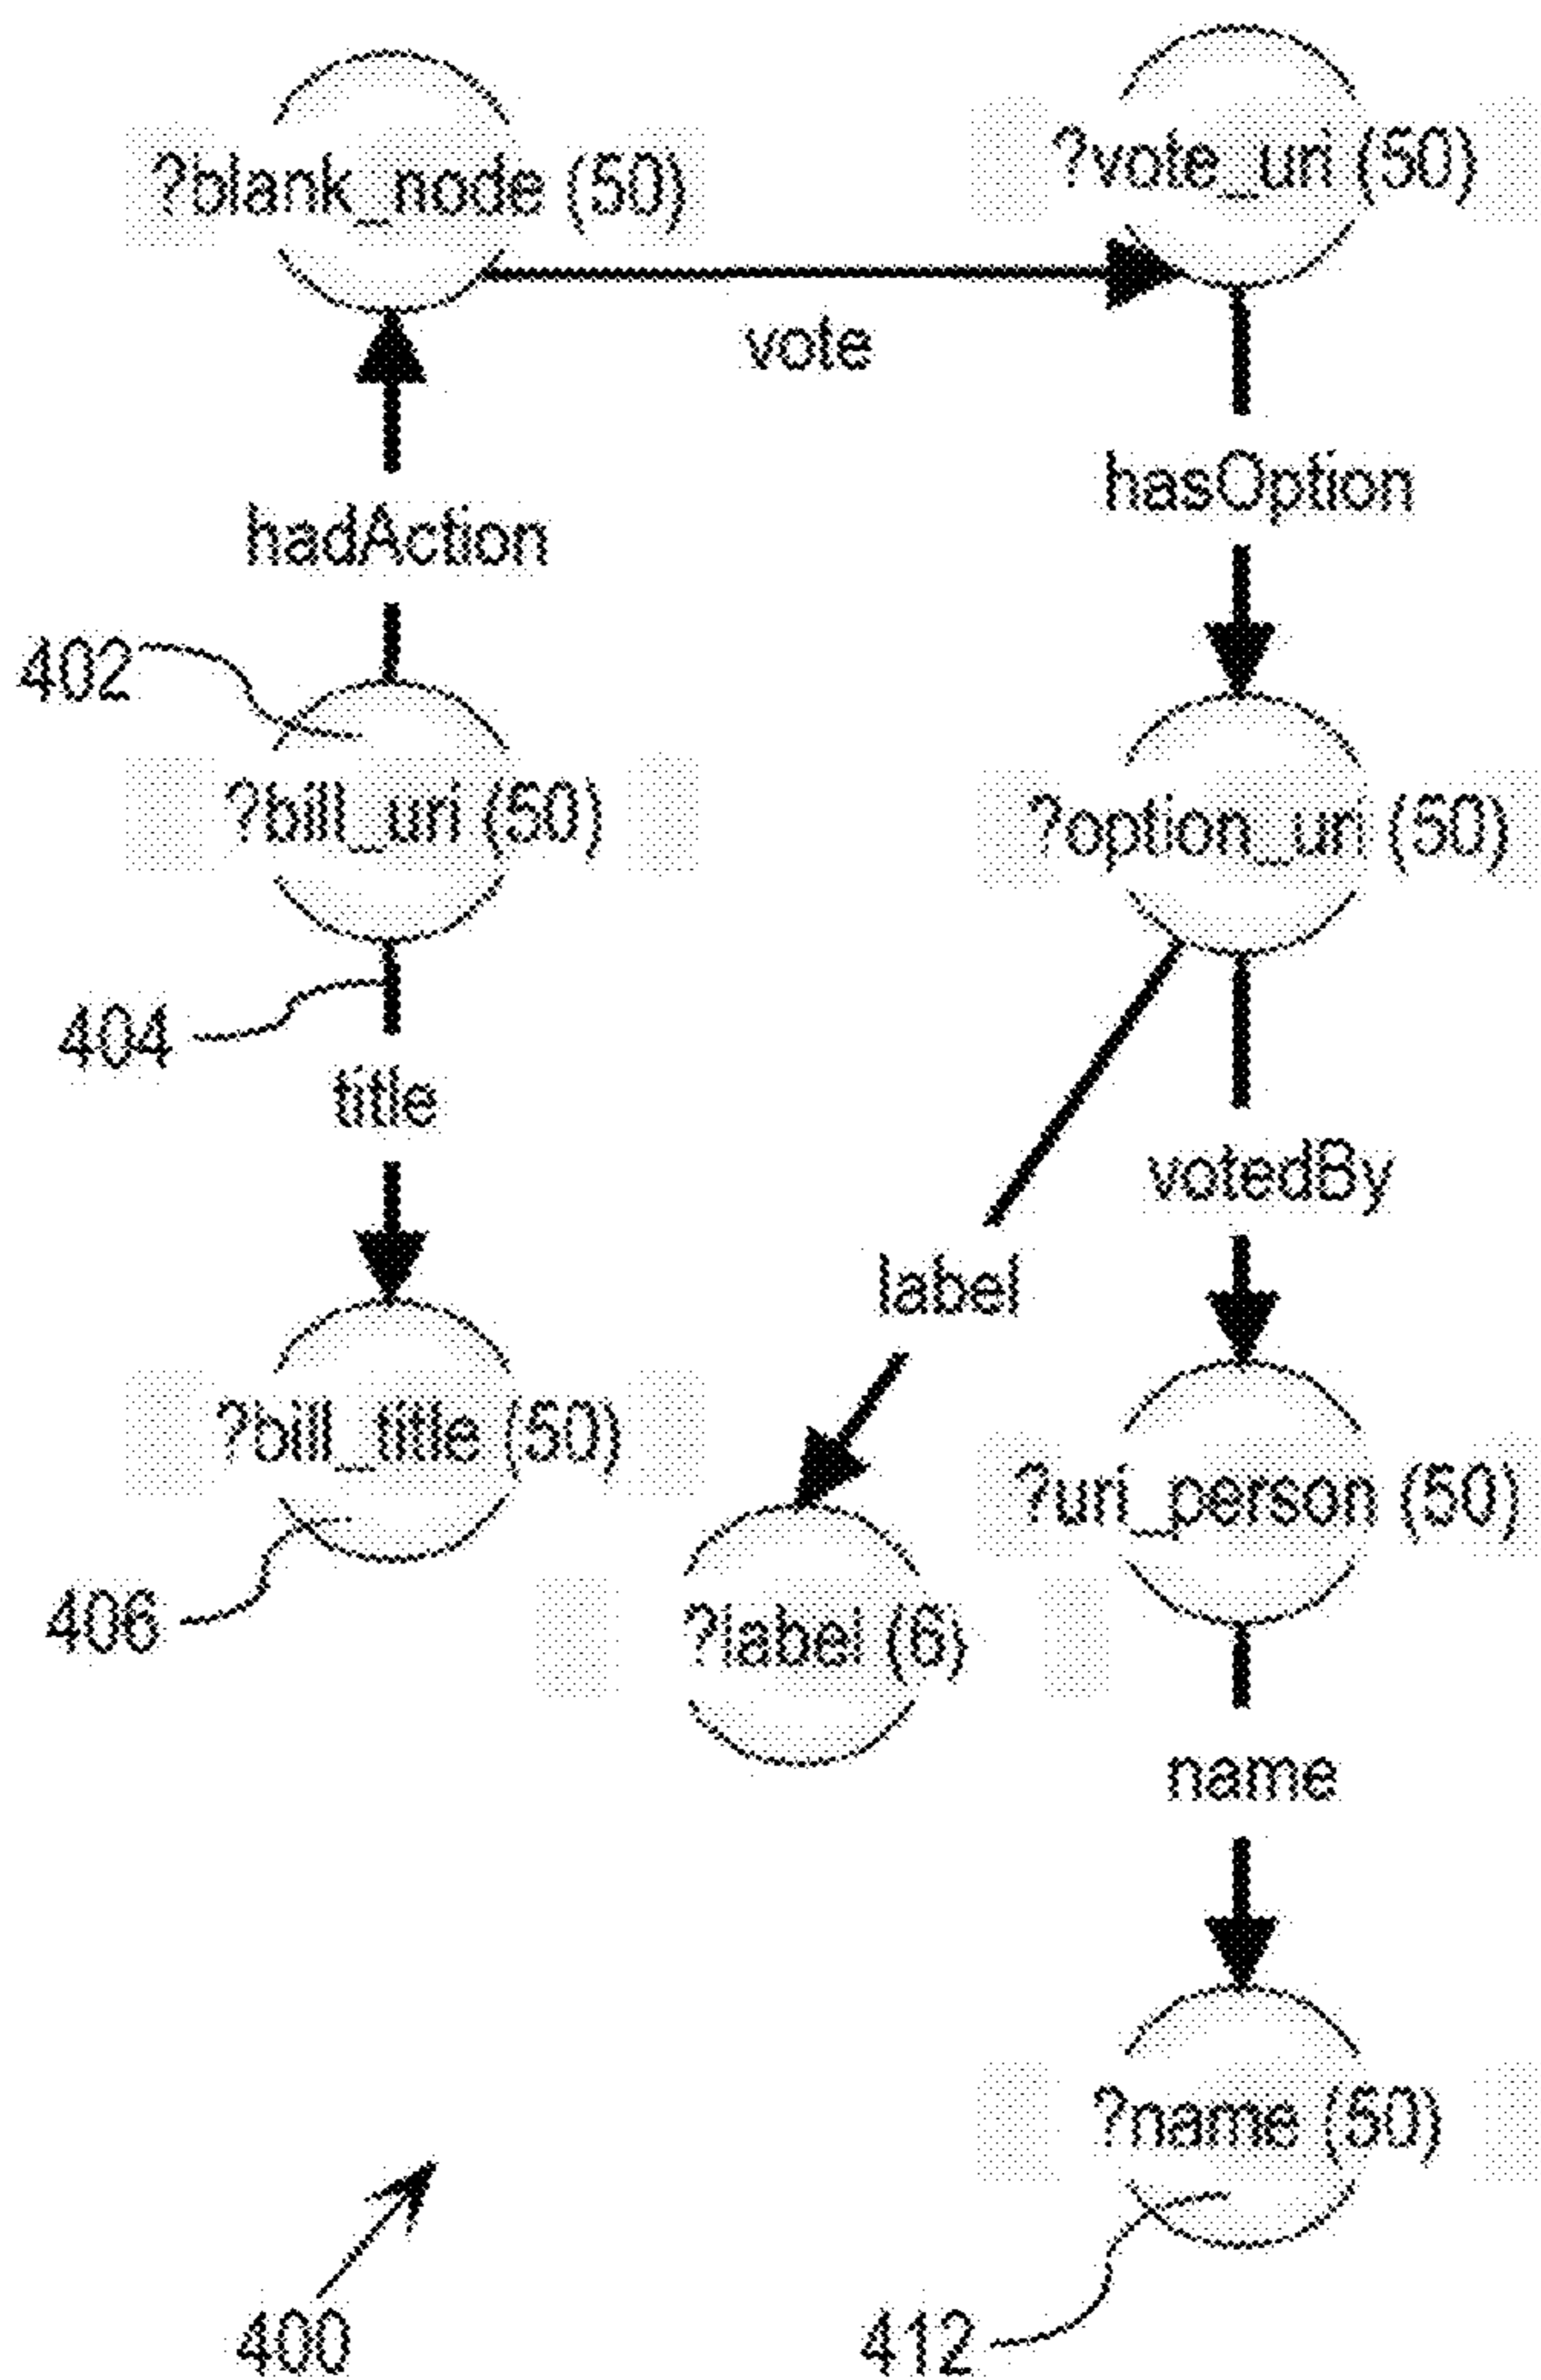 ?blank_node (50)
?vote_uri (50)
vote
hasOption
hadAction
402
?bill_uri (50)
?option_uri (50)
404
title
votedBy
label
?bill_title (50)
?uri_person (50)
406
?label (6)
name
?name (50)
400
412